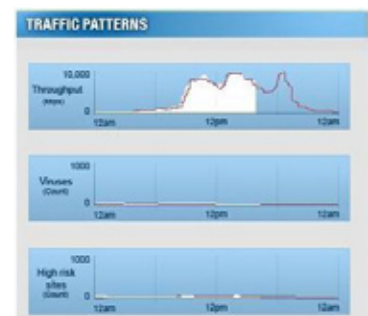 TRAFFIC PATTERNS
10,000
Throughput
(Mbps)
0
12am 12pm 12am
1000
Viruses
(Count)
0
12am 12pm 12am
1000
High risk
sites
(Count)
0
12am 12pm 12am